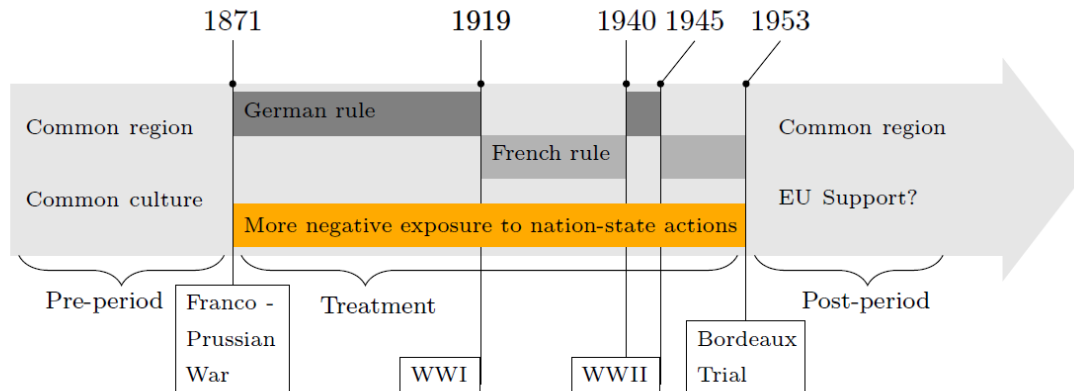 1871 1919 1940 1945 1953
German rule
Common region
Common region
French rule
Common culture
EU Support?
More negative exposure to nation-state actions
Pre-period
Treatment
Post-period
Franco -
Prussian
War
WWI
WWII
Bordeaux
Trial